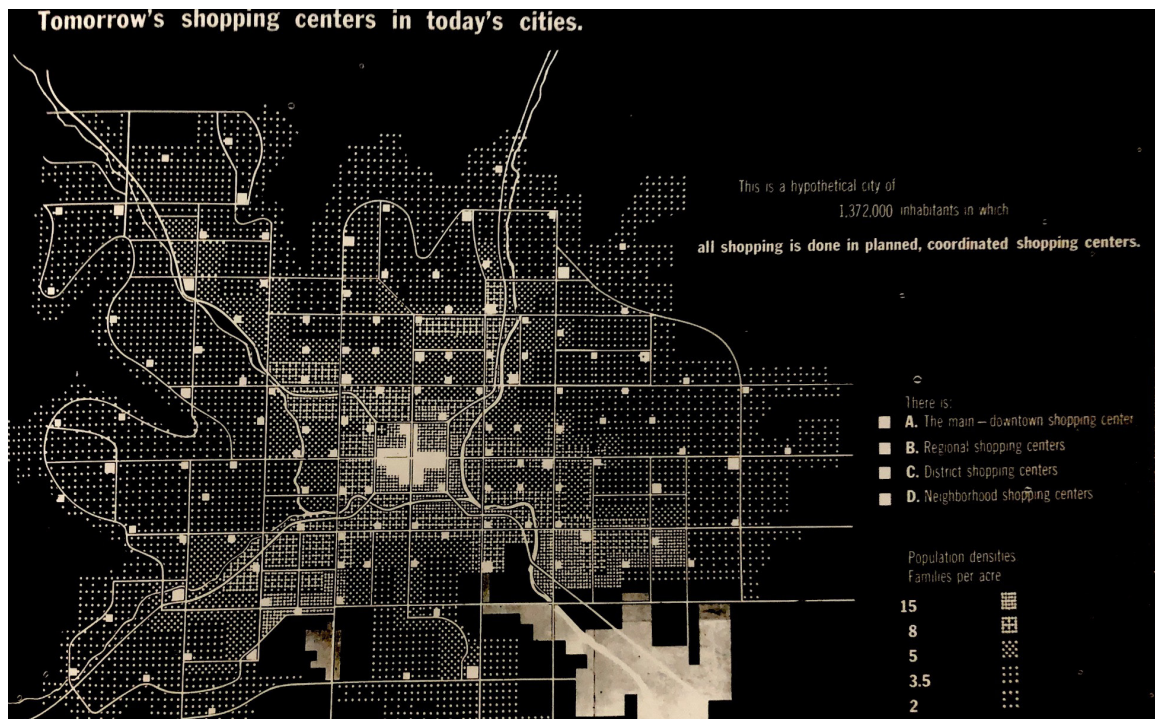 Tomorrow's shopping centers in today's cities.
This is a hypothetical city of
1,372,000 inhabitants in which
all shopping is done in planned, coordinated shopping centers.
There is:
A. The main – downtown shopping center
B. Regional shopping centers
C. District shopping centers
D. Neighborhood shopping centers
Population densities
Families per acre
15
8
5
3.5
2